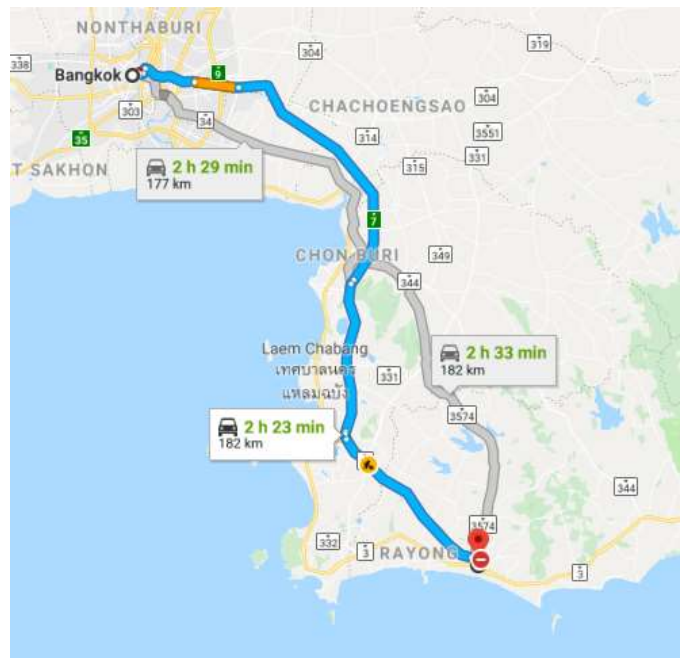 NONTHABURI
304
319
338
Bangkok
9
CHACHOENGSAO
304
303
34
35
314
3551
331
T SAKHON
2 h 29 min
177 km
315
7
CHON BURI
349
344
Laem Chabang
เทศบาลนคร
แหลมฉบัง
2 h 33 min
182 km
331
3574
2 h 23 min
182 km
344
3574
332
3
RAYONG
3